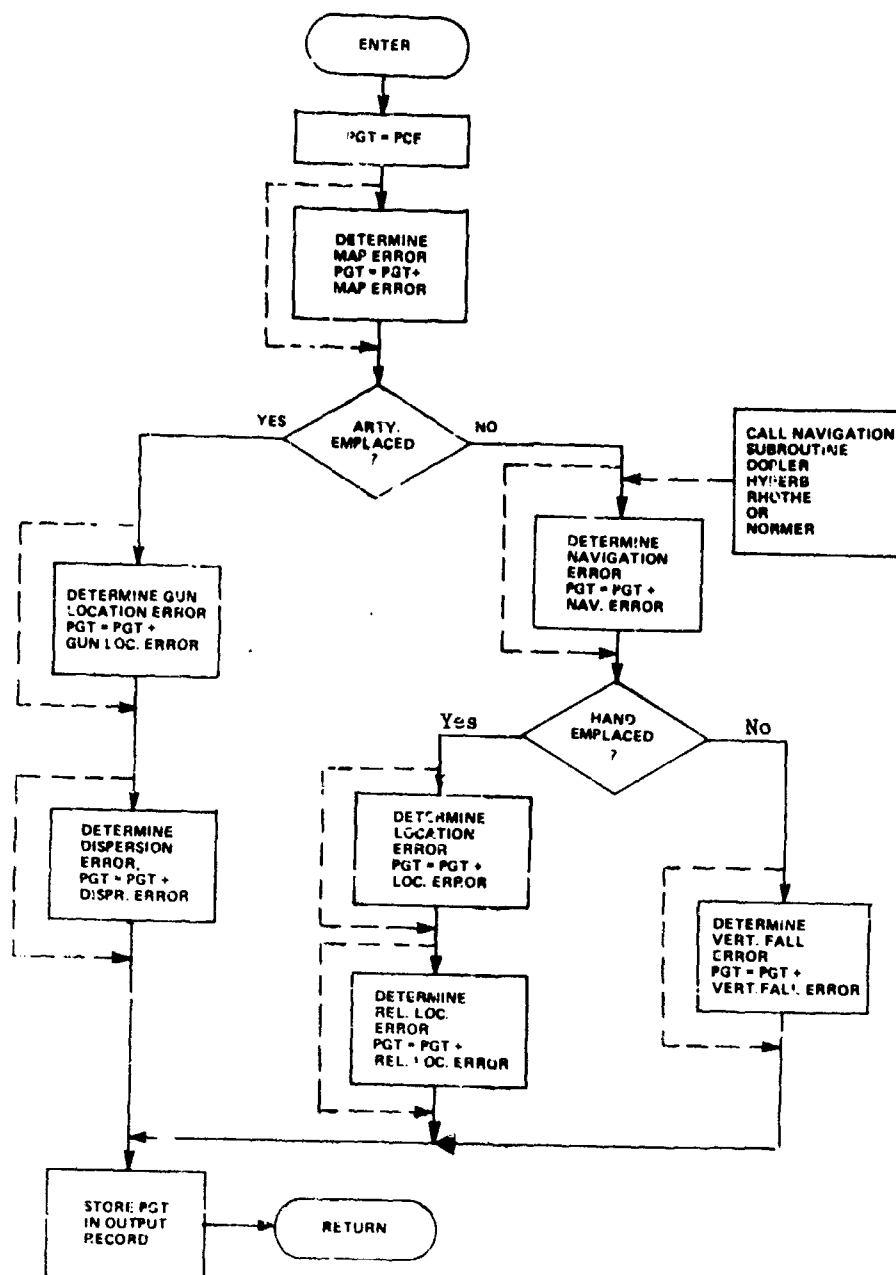 ENTER
PGT = PCF
DETERMINE
MAP ERROR
PGT = PGT+
MAP ERROR
YES
ARTY.
EMPLACED
?
NO
CALL NAVIGATION
SUBROUTINE
DOPLER
HYPERB
RHOTHE
OR
NORMER
DETERMINE GUN
LOCATION ERROR
PGT = PGT +
GUN LOC. ERROR
DETERMINE
NAVIGATION
ERROR
PGT = PGT +
NAV. ERROR
Yes
HAND
EMPLACED
?
No
DETERMINE
DISPERSION
ERROR,
PGT = PGT +
DISPR. ERROR
DETERMINE
LOCATION
ERROR
PGT = PGT +
LOC. ERROR
DETERMINE
VERT. FALL
ERROR
PGT = PGT +
VERT. FALL ERROR
DETERMINE
REL. LOC.
ERROR
PGT = PGT +
REL. LOC. ERROR
STORE PGT
IN OUTPUT
RECORD
RETURN